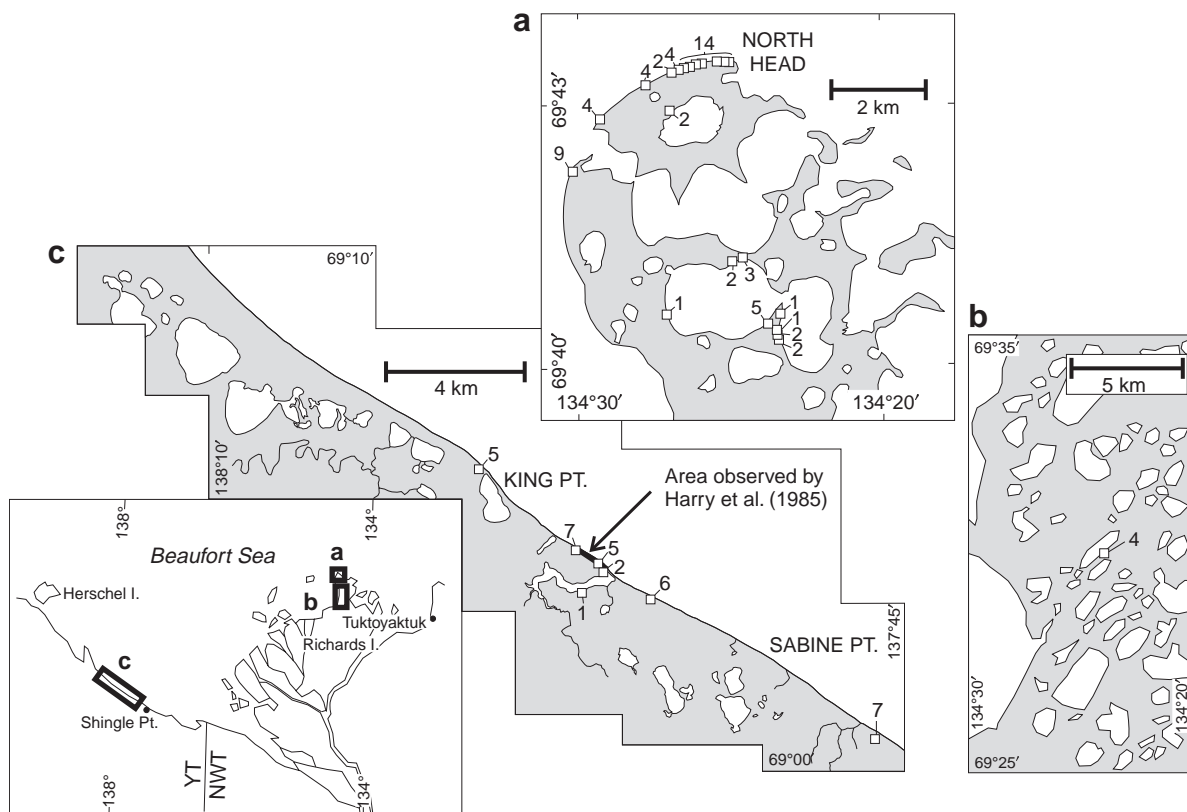 a
14
NORTH
HEAD
4
2
4
2 km
69°43′
4
2
9
2
3
1
5
1
1
2
2
69°40′
134°30′
134°20′
c
69°10′
4 km
138°10′
5
KING PT.
Area observed by
Harry et al. (1985)
7
5
2
1
6
SABINE PT.
137°45′
7
69°00′
b
69°35′
5 km
4
134°30′
134°20′
69°25′
138°
134°
Beaufort Sea
a
b
Herschel I.
Tuktoyaktuk
Richards I.
c
Shingle Pt.
YT
NWT
138°
134°